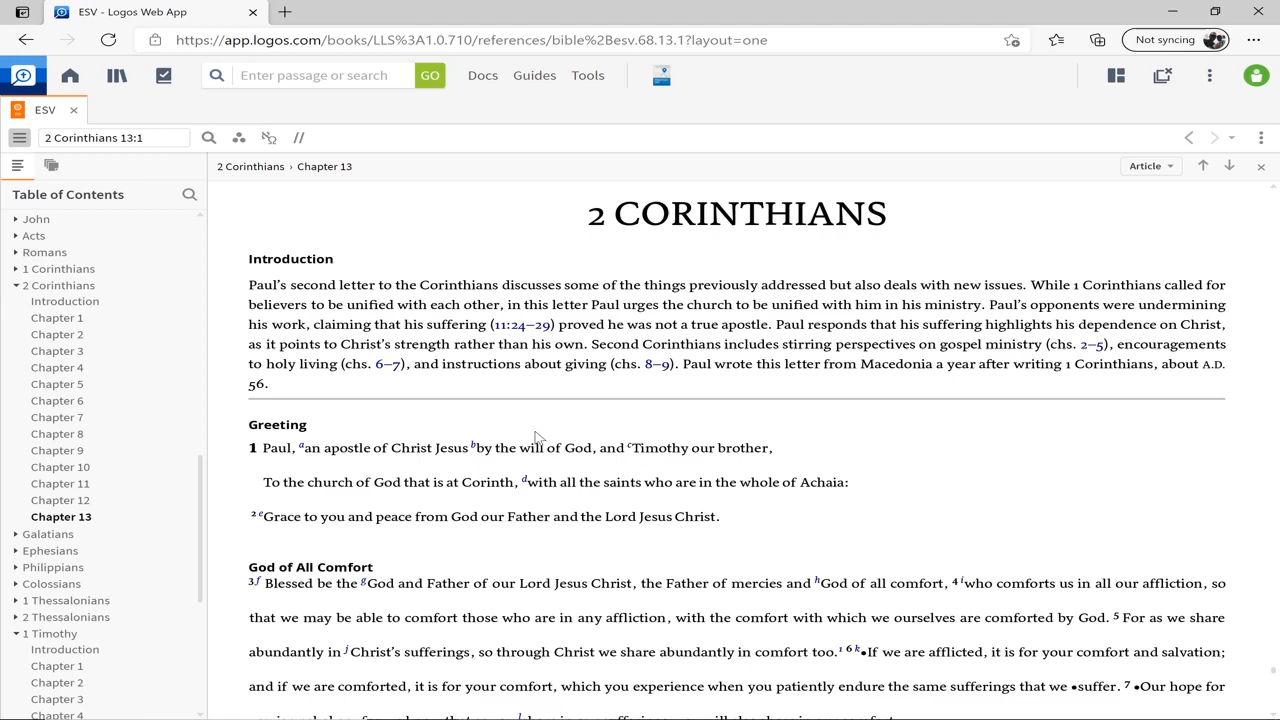 ESV - Logos Web App
https://app.logos.com/books/LLS%3A1.0.710/references/bible%2Besv.68.13.1?layout=one
Not syncing
Enter passage or search
GO
Docs
Guides
Tools
ESV
2 Corinthians 13:1
Table of Contents
John
Acts
Romans
1 Corinthians
2 Corinthians
Introduction
Chapter 1
Chapter 2
Chapter 3
Chapter 4
Chapter 5
Chapter 6
Chapter 7
Chapter 8
Chapter 9
Chapter 10
Chapter 11
Chapter 12
Chapter 13
Galatians
Ephesians
Philippians
Colossians
1 Thessalonians
2 Thessalonians
1 Timothy
Introduction
Chapter 1
Chapter 2
Chapter 3
Chapter 4
2 Corinthians › Chapter 13
Article
2 CORINTHIANS
Introduction
Paul's second letter to the Corinthians discusses some of the things previously addressed but also deals with new issues. While 1 Corinthians called for
believers to be unified with each other, in this letter Paul urges the church to be unified with him in his ministry. Paul's opponents were undermining
his work, claiming that his suffering (11:24–29) proved he was not a true apostle. Paul responds that his suffering highlights his dependence on Christ,
as it points to Christ's strength rather than his own. Second Corinthians includes stirring perspectives on gospel ministry (chs. 2–5), encouragements
to holy living (chs. 6–7), and instructions about giving (chs. 8–9). Paul wrote this letter from Macedonia a year after writing 1 Corinthians, about A.D.
56.
Greeting
1 Paul, a an apostle of Christ Jesus b by the will of God, and c Timothy our brother,
To the church of God that is at Corinth, d with all the saints who are in the whole of Achaia:
2 e Grace to you and peace from God our Father and the Lord Jesus Christ.
God of All Comfort
3 f Blessed be the g God and Father of our Lord Jesus Christ, the Father of mercies and h God of all comfort, 4 i who comforts us in all our affliction, so
that we may be able to comfort those who are in any affliction, with the comfort with which we ourselves are comforted by God. 5 For as we share
abundantly in j Christ's sufferings, so through Christ we share abundantly in comfort too. 1 6 k •If we are afflicted, it is for your comfort and salvation;
and if we are comforted, it is for your comfort, which you experience when you patiently endure the same sufferings that we •suffer. 7 •Our hope for